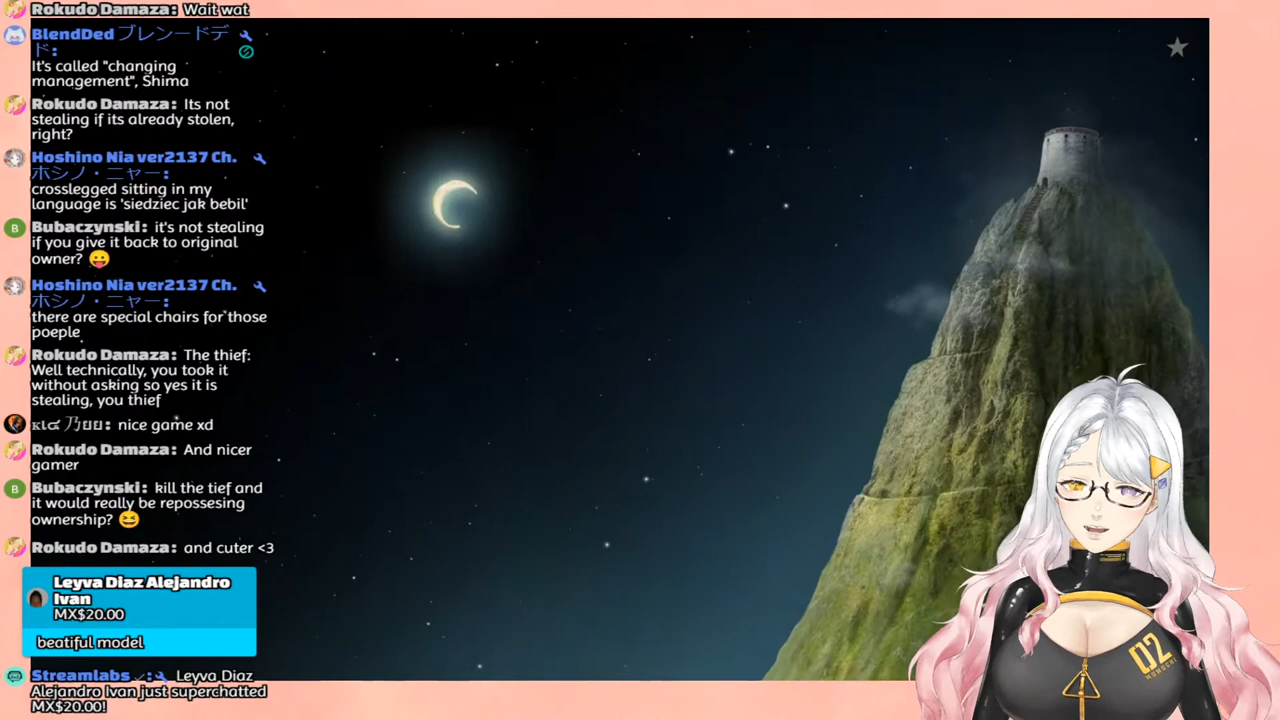 Rokudo Damaza: Wait wat
BlendDed ブレンードデ
ド:
It's called "changing
management", Shima
Rokudo Damaza: Its not
stealing if its already stolen,
right?
Hoshino Nia ver2137 Ch.
ホシノ・ニャー:
crosslegged sitting in my
language is 'siedziec jak bebil'
B Bubaczynski: it's not stealing
if you give it back to original
owner? 😛
Hoshino Nia ver2137 Ch.
ホシノ・ニャー:
there are special chairs for those
poeple
Rokudo Damaza: The thief:
Well technically, you took it
without asking so yes it is
stealing, you thief
nice game xd
Rokudo Damaza: And nicer
gamer
B Bubaczynski: kill the tief and
it would really be repossesing
ownership? 😆
Rokudo Damaza: and cuter <3
Leyva Diaz Alejandro
Ivan
MX$20.00
beatiful model
Streamlabs ✓: Leyva Diaz
Alejandro Ivan just superchatted
MX$20.00!
02
MOMOCHI